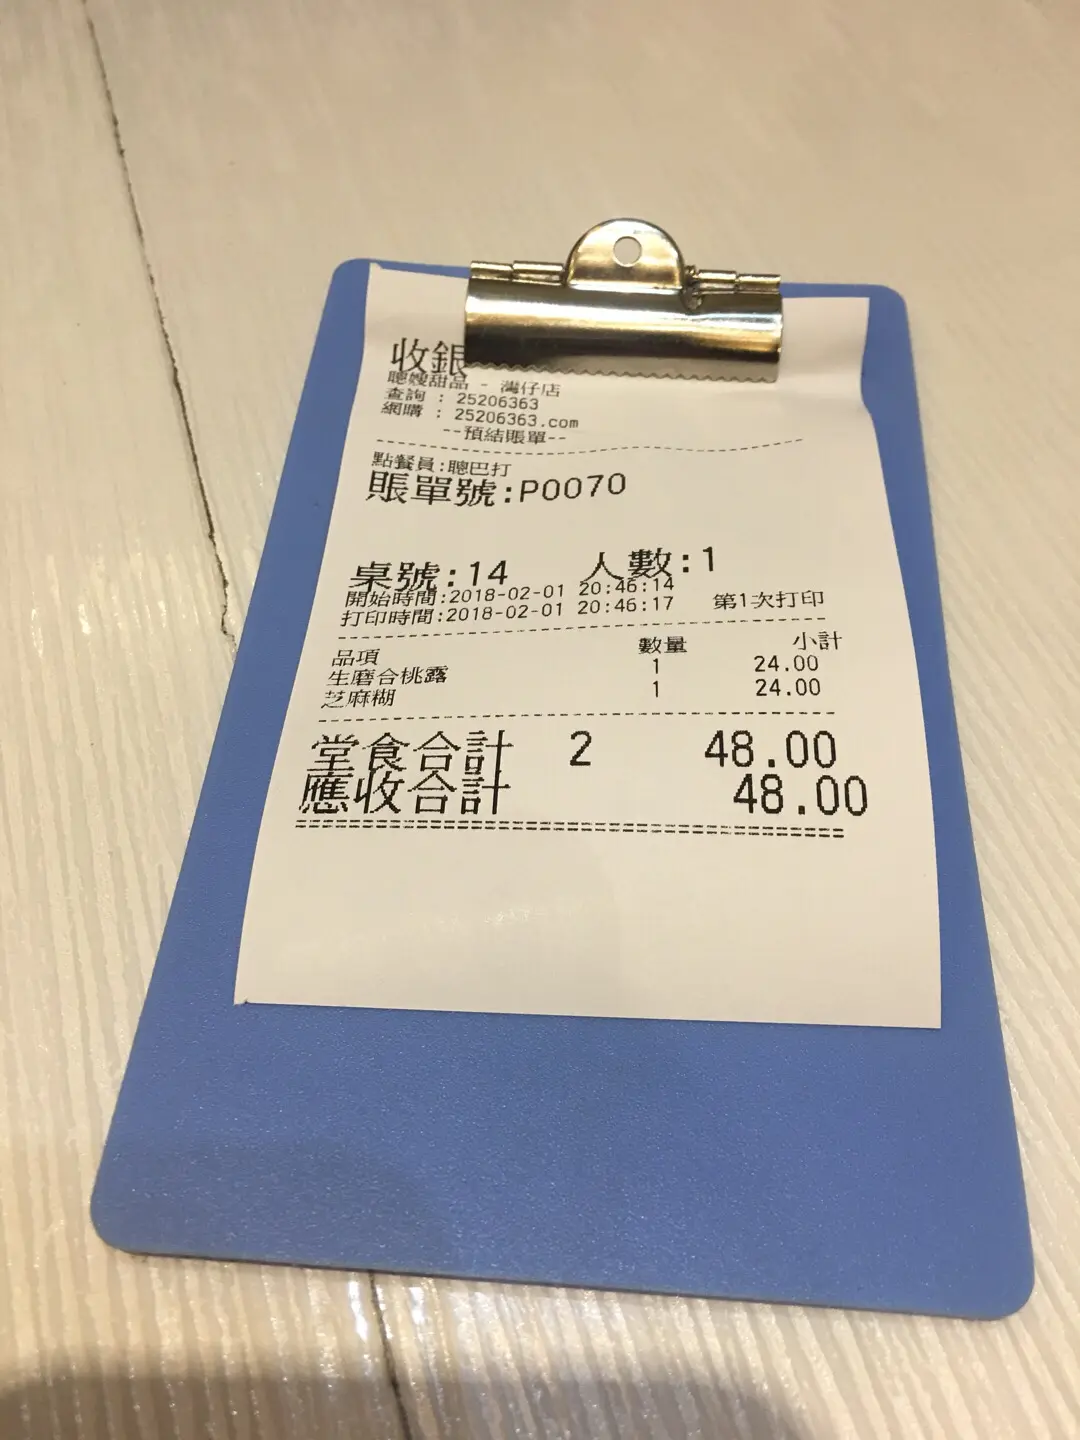 收銀
聰嫂甜品 - 灣仔店
查詢 : 25206363
網購 : 25206363.com
--預結賬單--
點餐員:聰巴打
賬單號:P0070
桌號:14 人數:1
開始時間:2018-02-01 20:46:14
打印時間:2018-02-01 20:46:17 第1次打印
品項 數量 小計
生磨合桃露 1 24.00
芝麻糊 1 24.00
堂食合計 2 48.00
應收合計 48.00